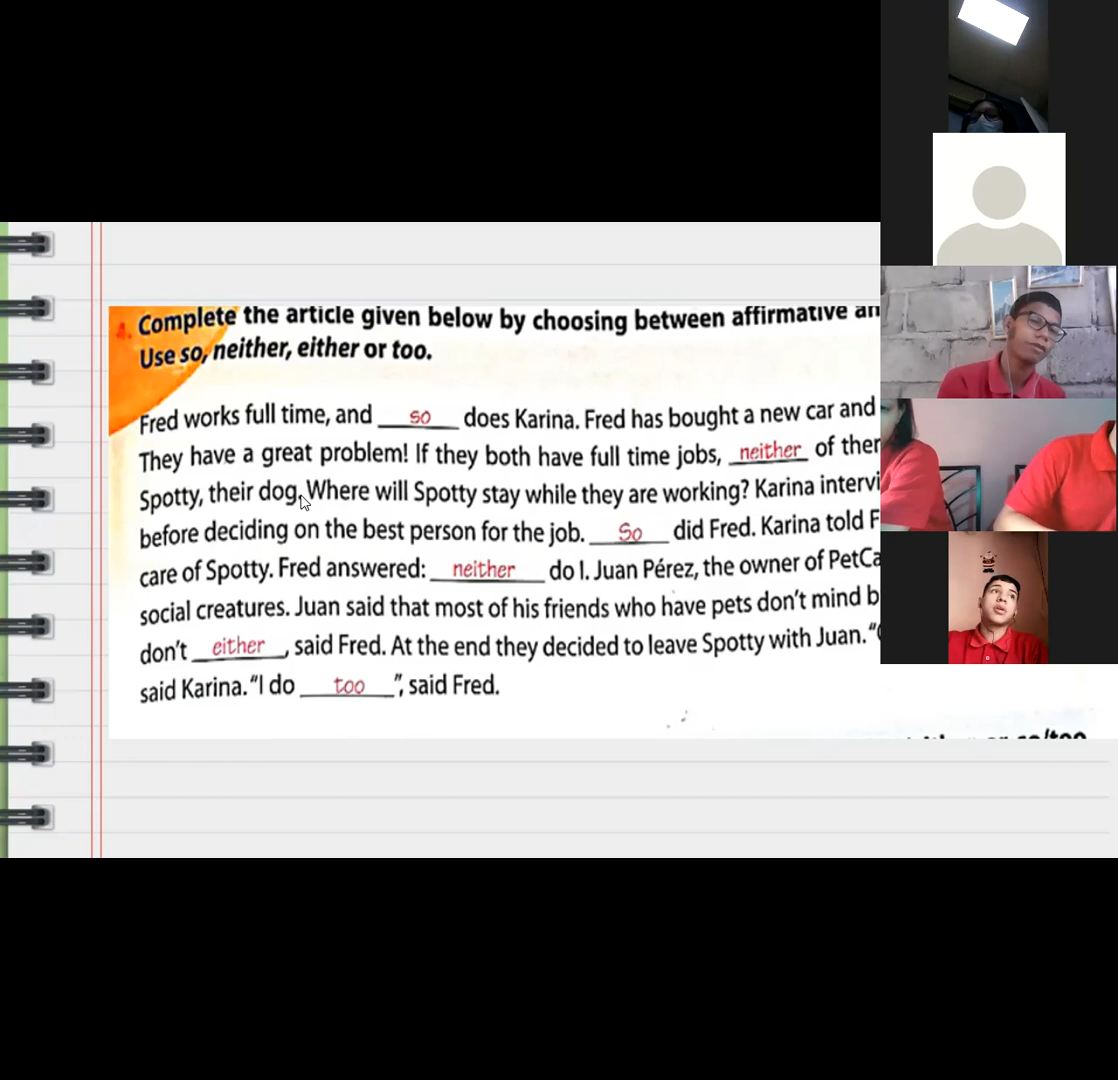 4. Complete the article given below by choosing between affirmative an
Use so, neither, either or too.
Fred works full time, and so does Karina. Fred has bought a new car and
They have a great problem! If they both have full time jobs, neither of
Spotty, their dog. Where will Spotty stay while they are working? Karina
before deciding on the best person for the job. So did Fred. Karina told
care of Spotty. Fred answered: neither do I. Juan Pérez, the owner of
social creatures. Juan said that most of his friends who have pets don't mind
don't either, said Fred. At the end they decided to leave Spotty with Juan.
said Karina. "I do too", said Fred.
so/too